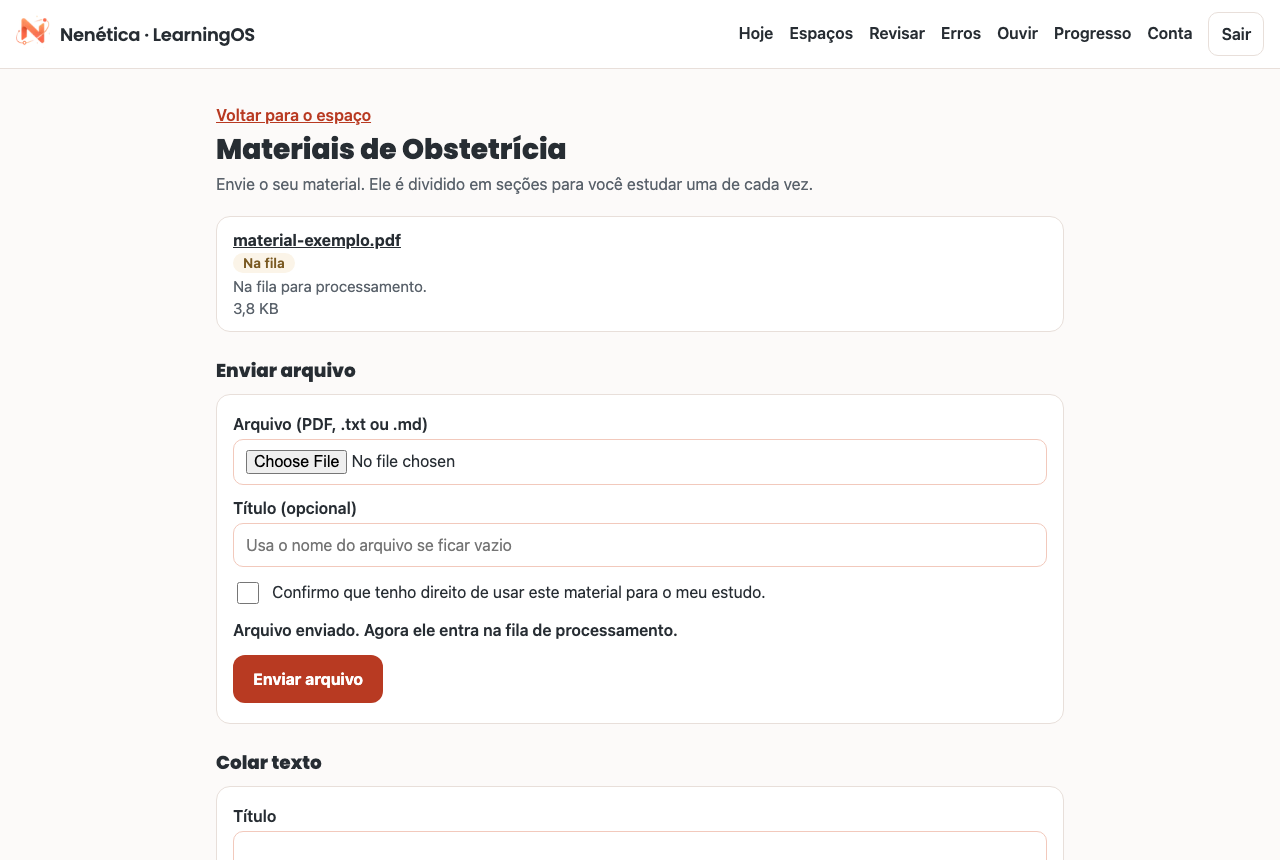 Nenética · LearningOS
Hoje Espaços Revisar Erros Ouvir Progresso Conta Sair
Voltar para o espaço
Materiais de Obstetrícia
Envie o seu material. Ele é dividido em seções para você estudar uma de cada vez.
material-exemplo.pdf
Na fila
Na fila para processamento.
3,8 KB
Enviar arquivo
Arquivo (PDF, .txt ou .md)
Choose File No file chosen
Título (opcional)
Usa o nome do arquivo se ficar vazio
Confirmo que tenho direito de usar este material para o meu estudo.
Arquivo enviado. Agora ele entra na fila de processamento.
Enviar arquivo
Colar texto
Título